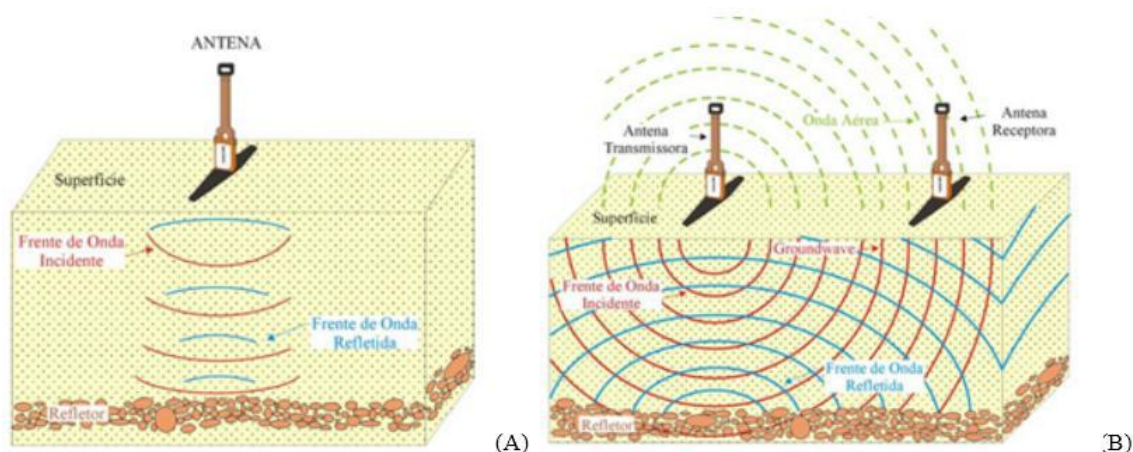 ANTENA
Superfície
Frente de Onda
Incidente
Frente de Onda
Refletida
Refletor
(A)
Onda Aérea
Antena
Transmissora
Antena
Receptora
Superfície
Groundwave
Frente de Onda
Incidente
Frente de Onda
Refletida
Refletor
(B)